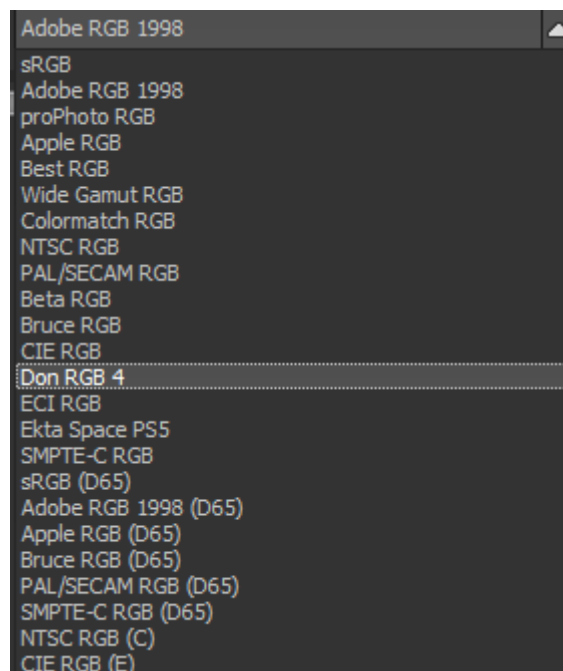 Adobe RGB 1998
sRGB
Adobe RGB 1998
proPhoto RGB
Apple RGB
Best RGB
Wide Gamut RGB
Colormatch RGB
NTSC RGB
PAL/SECAM RGB
Beta RGB
Bruce RGB
CIE RGB
Don RGB 4
ECI RGB
Ekta Space PS5
SMPTE-C RGB
sRGB (D65)
Adobe RGB 1998 (D65)
Apple RGB (D65)
Bruce RGB (D65)
PAL/SECAM RGB (D65)
SMPTE-C RGB (D65)
NTSC RGB (C)
CIE RGB (E)